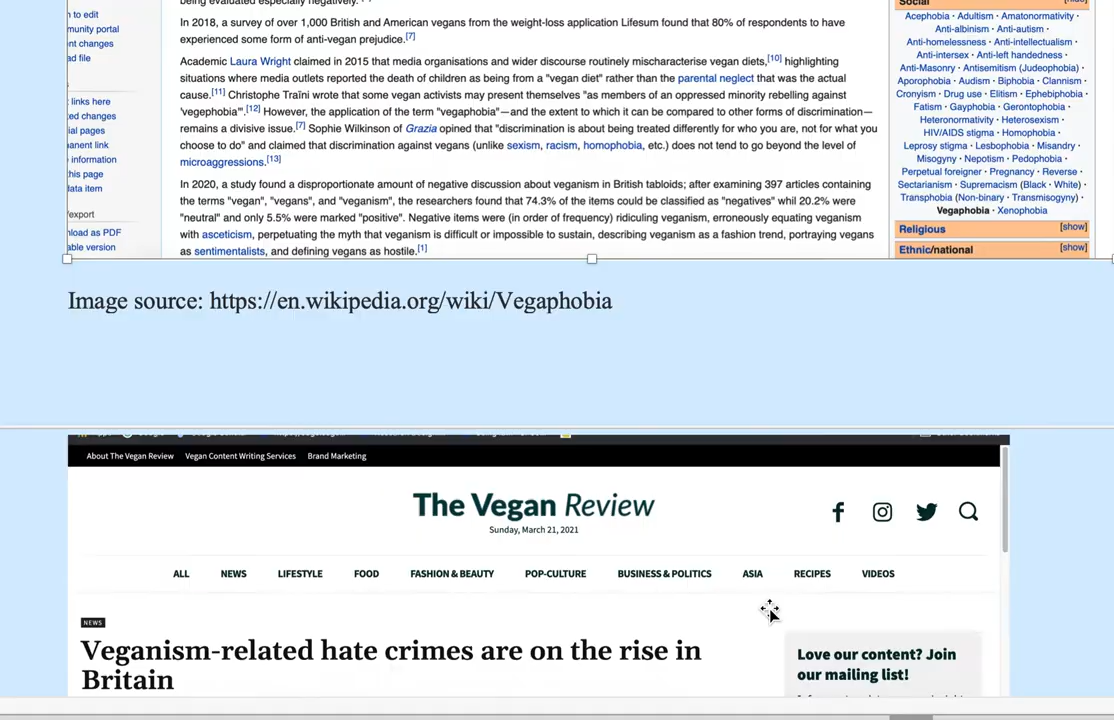 being evaluated especially negatively.
In 2018, a survey of over 1,000 British and American vegans from the weight-loss application Lifesum found that 80% of respondents to have
experienced some form of anti-vegan prejudice.[7]
Academic Laura Wright claimed in 2015 that media organisations and wider discourse routinely mischaracterise vegan diets,[10] highlighting
situations where media outlets reported the death of children as being from a "vegan diet" rather than the parental neglect that was the actual
cause.[11] Christophe Traïni wrote that some vegan activists may present themselves "as members of an oppressed minority rebelling against
'vegephobia'".[12] However, the application of the term "vegaphobia"—and the extent to which it can be compared to other forms of discrimination—
remains a divisive issue.[7] Sophie Wilkinson of Grazia opined that "discrimination is about being treated differently for who you are, not for what you
choose to do" and claimed that discrimination against vegans (unlike sexism, racism, homophobia, etc.) does not tend to go beyond the level of
microaggressions.[13]
In 2020, a study found a disproportionate amount of negative discussion about veganism in British tabloids; after examining 397 articles containing
the terms "vegan", "vegans", and "veganism", the researchers found that 74.3% of the items could be classified as "negatives" whil 20.2% were
"neutral" and only 5.5% were marked "positive". Negative items were (in order of frequency) ridiculing veganism, erroneously equating veganism
with asceticism, perpetuating the myth that veganism is difficult or impossible to sustain, describing veganism as a fashion trend, portraying vegans
as sentimentalists, and defining vegans as hostile.[1]
n to edit
munity portal
ent changes
ad file
links here
ed changes
ial pages
anent link
information
this page
data item
/export
nload as PDF
able version
Social [hide]
Acephobia · Adultism · Amatonormativity ·
Anti-albinism · Anti-autism ·
Anti-homelessness · Anti-intellectualism ·
Anti-intersex · Anti-left handedness ·
Anti-Masonry · Antisemitism (Judeophobia) ·
Aporophobia · Audism · Biphobia · Clannism ·
Cronyism · Drug use · Elitism · Ephebiphobia ·
Fatism · Gayphobia · Gerontophobia ·
Heteronormativity · Heterosexism ·
HIV/AIDS stigma · Homophobia ·
Leprosy stigma · Lesbophobia · Misandry ·
Misogyny · Nepotism · Pedophobia ·
Perpetual foreigner · Pregnancy · Reverse ·
Sectarianism · Supremacism (Black · White) ·
Transphobia (Non-binary · Transmisogyny) ·
Vegaphobia · Xenophobia
Religious [show]
Ethnic/national [show]
Image source: https://en.wikipedia.org/wiki/Vegaphobia
About The Vegan Review Vegan Content Writing Services Brand Marketing
The Vegan Review
Sunday, March 21, 2021
ALL NEWS LIFESTYLE FOOD FASHION & BEAUTY POP-CULTURE BUSINESS & POLITICS ASIA RECIPES VIDEOS
NEWS
Veganism-related hate crimes are on the rise in
Britain
Love our content? Join
our mailing list!